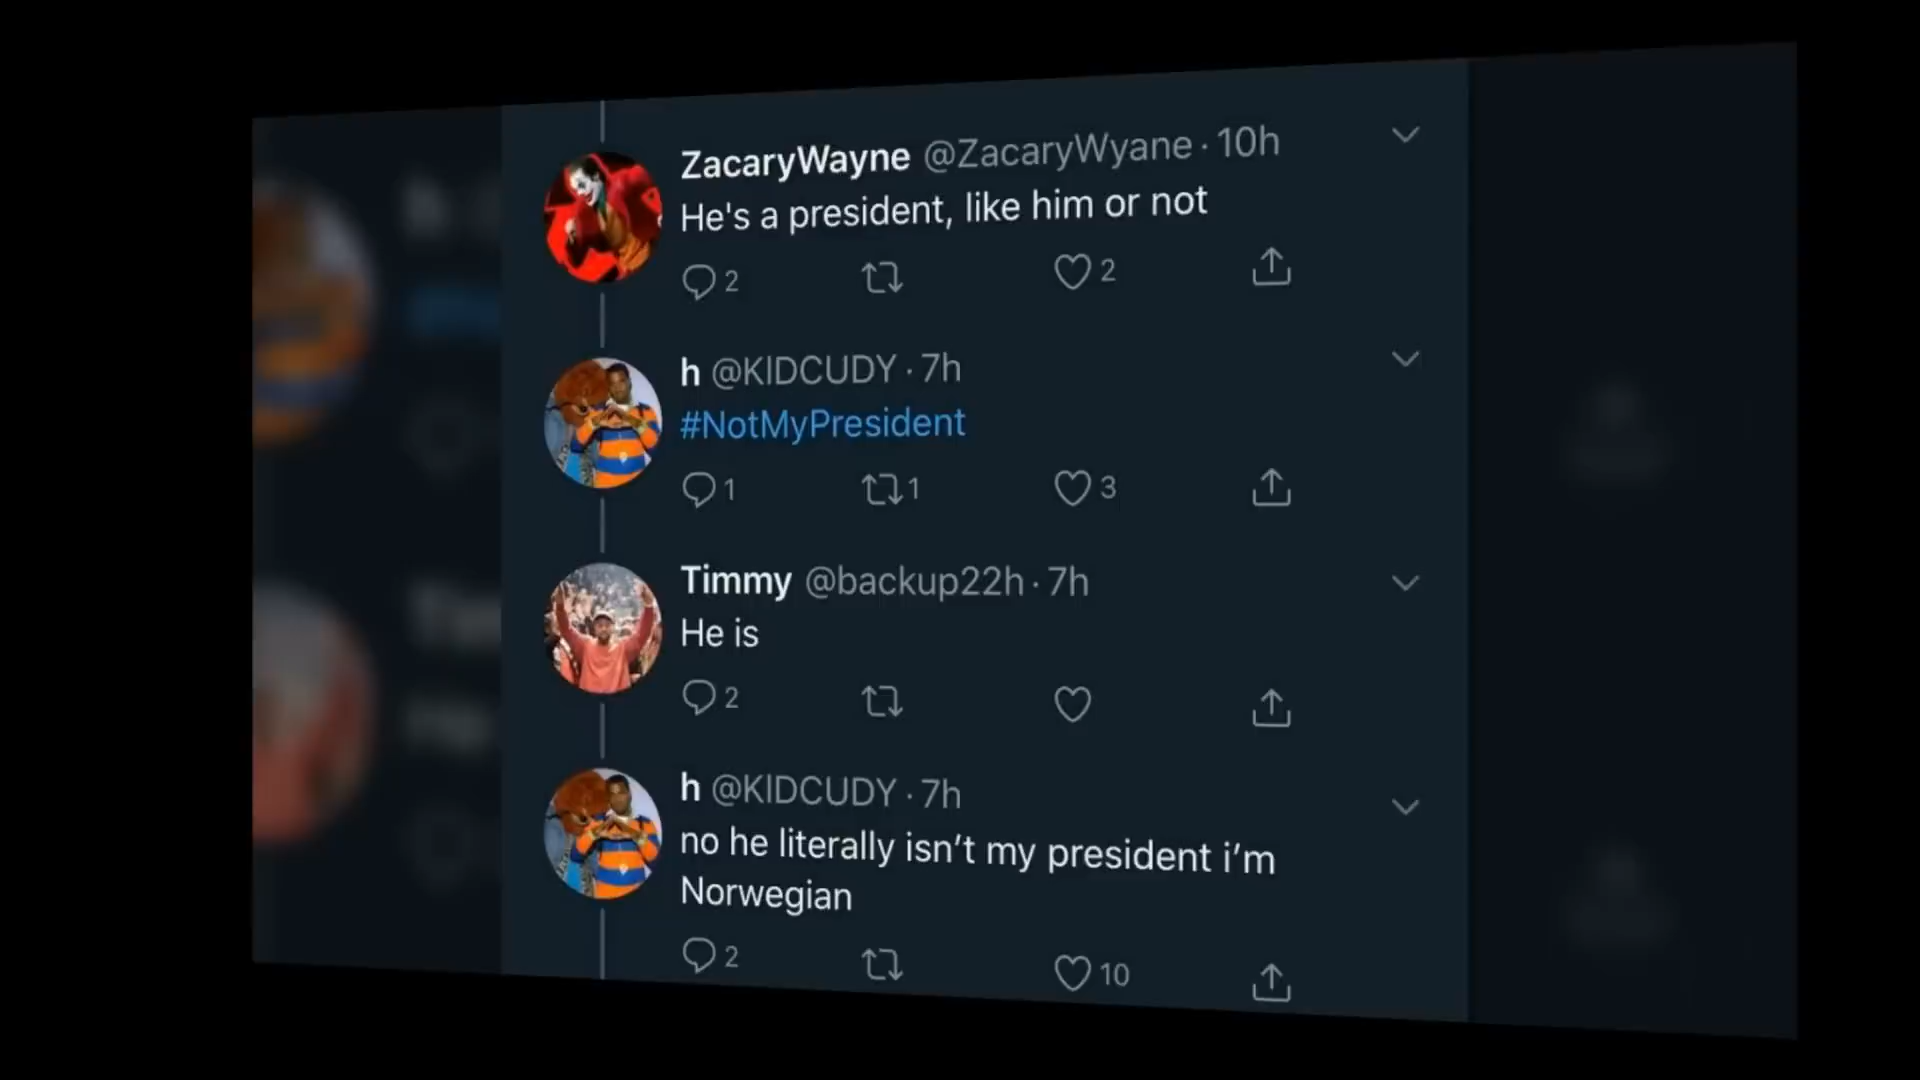 ZacaryWayne @ZacaryWyane · 10h
He's a president, like him or not
2 2
h @KIDCUDY · 7h
#NotMyPresident
1 1 3
Timmy @backup22h · 7h
He is
2
h @KIDCUDY · 7h
no he literally isn't my president i'm
Norwegian
2 10